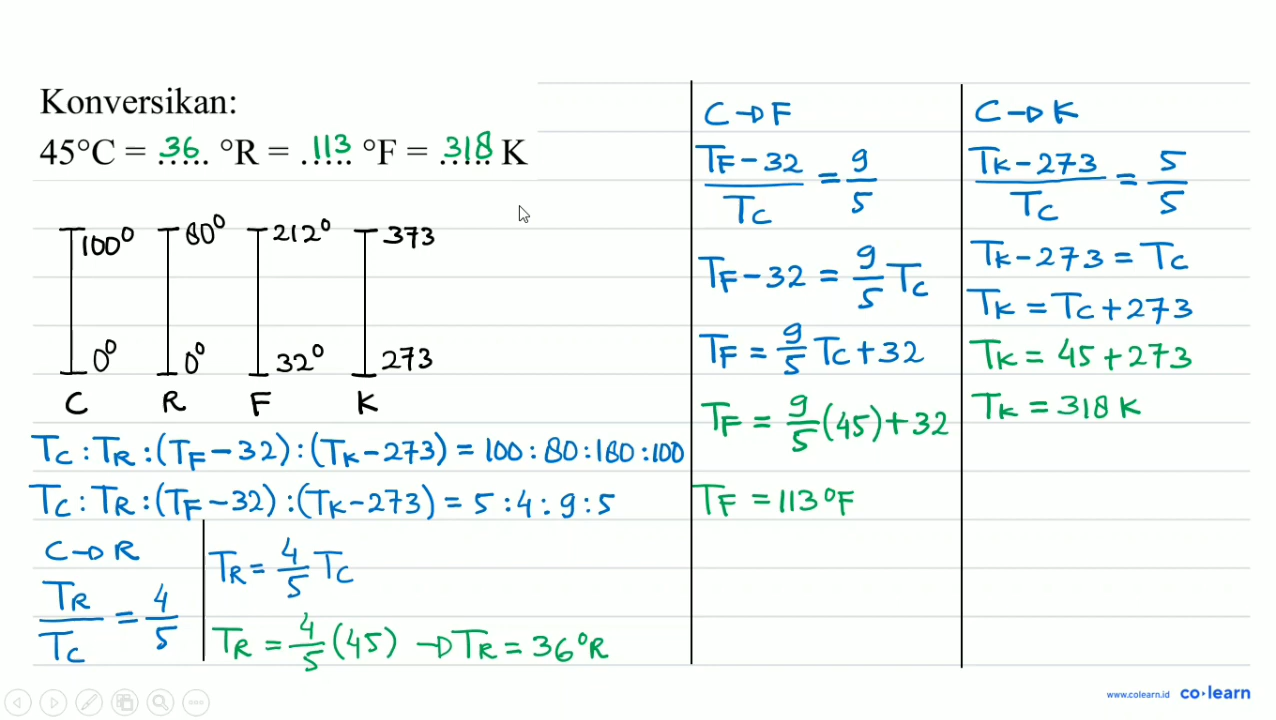 Konversikan:
45°C = 36 °R = 113 °F = 318 K
100° 80° 212° 373
0° 0° 32° 273
C R F K
Tc : TR : (TF - 32) : (TK - 273) = 100 : 80 : 180 : 100
Tc : TR : (TF - 32) : (TK - 273) = 5 : 4 : 9 : 5
C → R
TR/TC = 4/5
TR = 4/5 Tc
TR = 4/5 (45) → TR = 36°R
C → F
TF - 32/TC = 9/5
TF - 32 = 9/5 Tc
TF = 9/5 Tc + 32
TF = 9/5 (45) + 32
TF = 113°F
C → K
TK - 273/TC = 5/5
TK - 273 = Tc
TK = Tc + 273
TK = 45 + 273
TK = 318 K
www.colearn.id co·learn